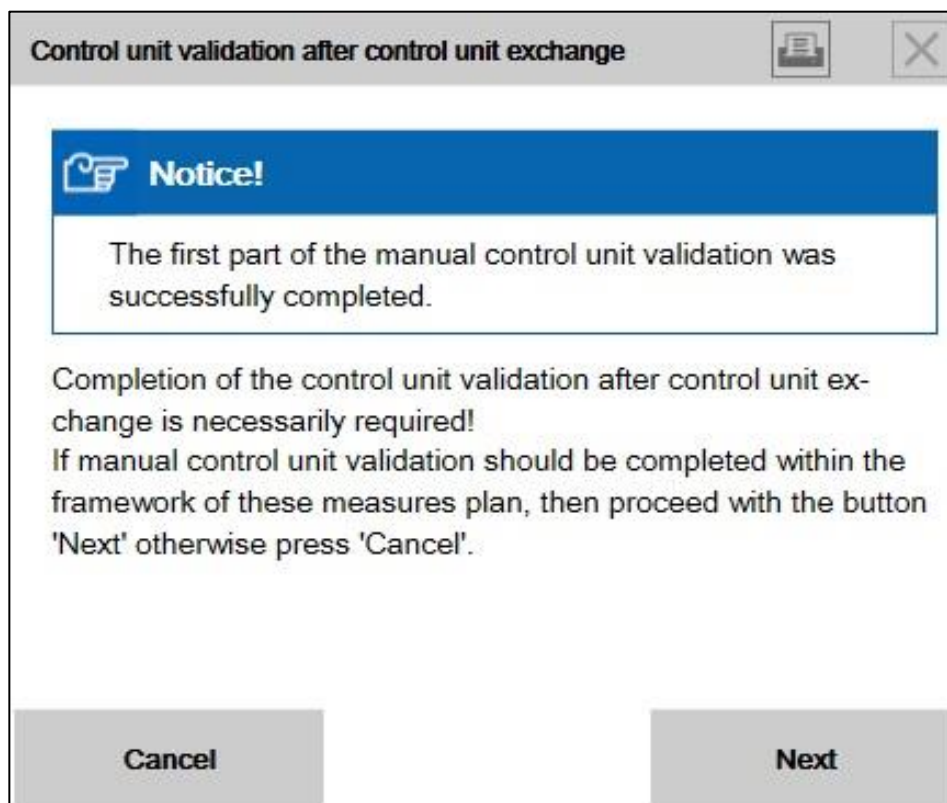 Control unit validation after control unit exchange
Notice!
The first part of the manual control unit validation was
successfully completed.
Completion of the control unit validation after control unit ex-
change is necessarily required!
If manual control unit validation should be completed within the
framework of these measures plan, then proceed with the button
'Next' otherwise press 'Cancel'.
Cancel
Next